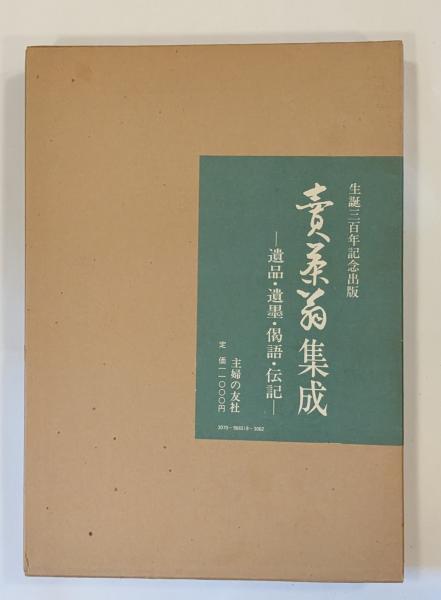 生誕三百年記念出版
賣茶翁集成
―遺品・遺墨・偈語・伝記―
主婦の友社
定価一一〇〇〇円